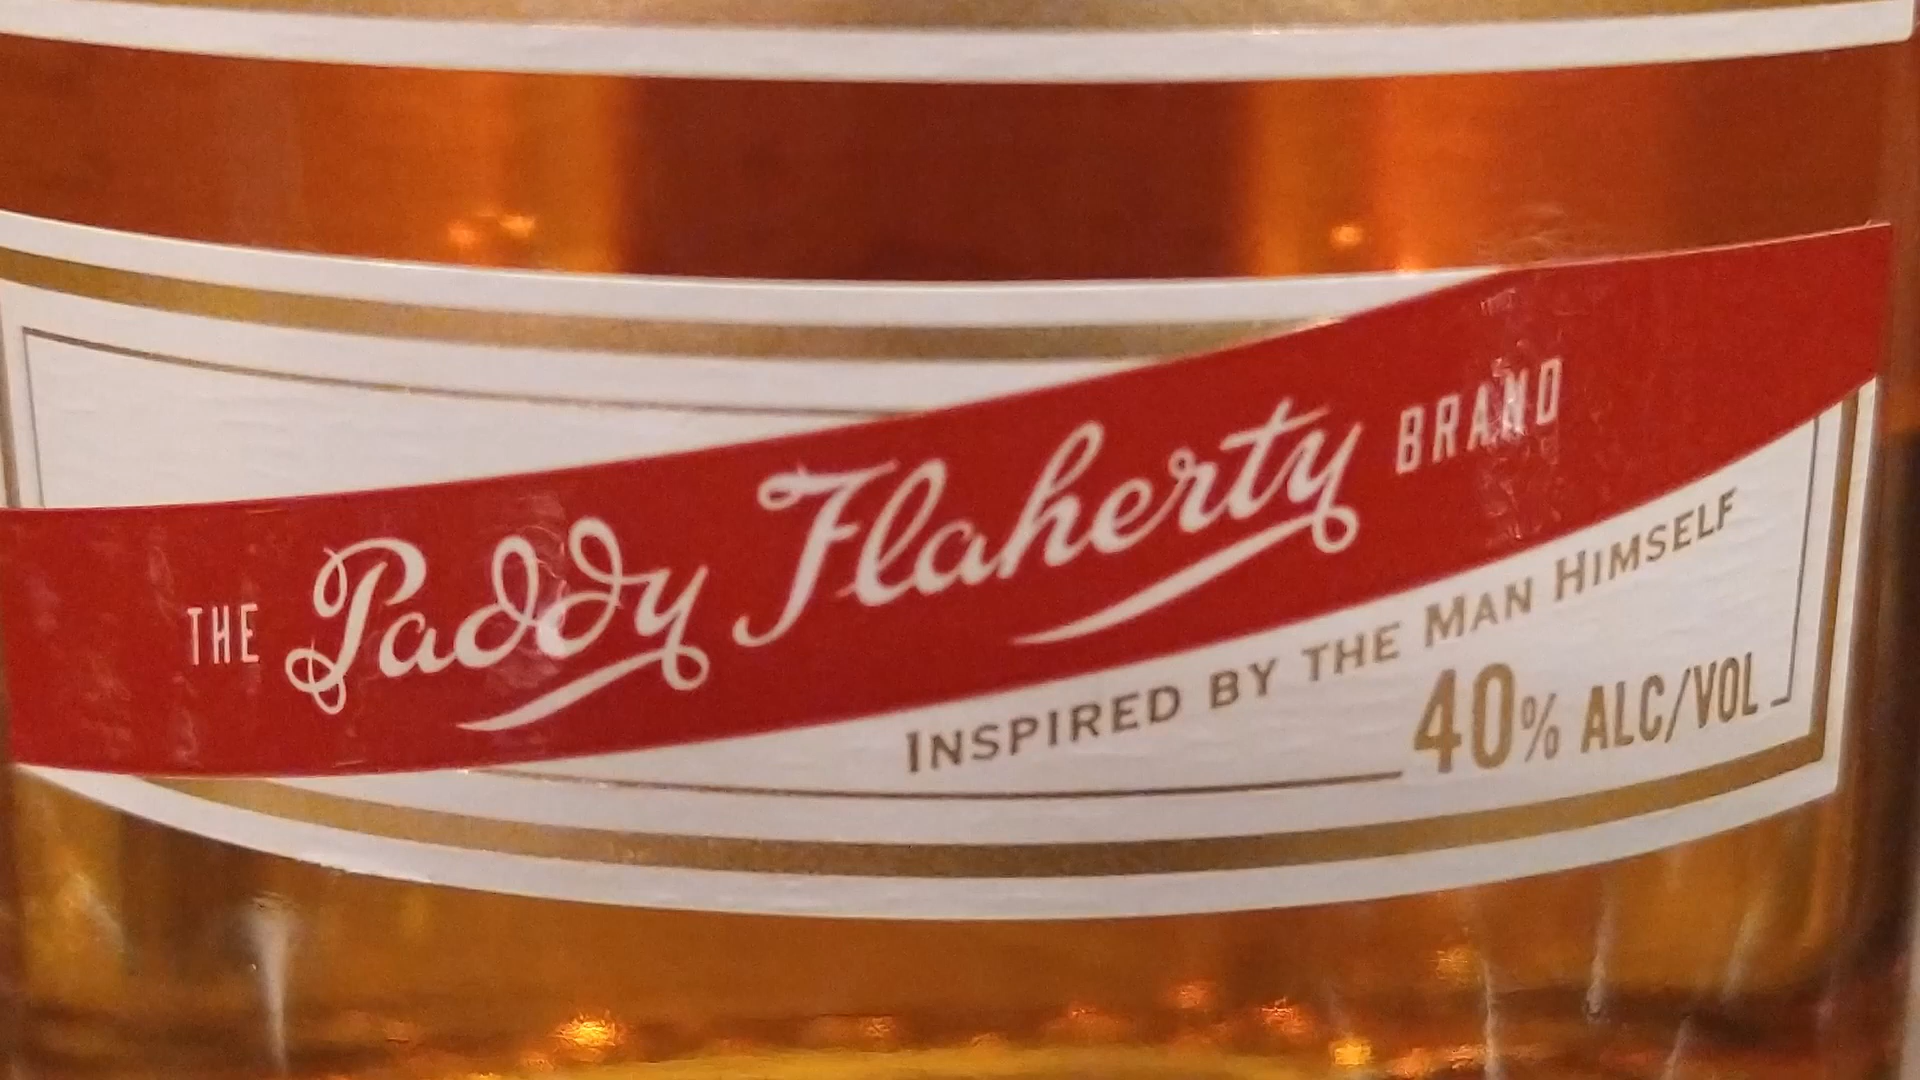 THE Paddy Flaherty BRAND
INSPIRED BY THE MAN HIMSELF
40% ALC/VOL